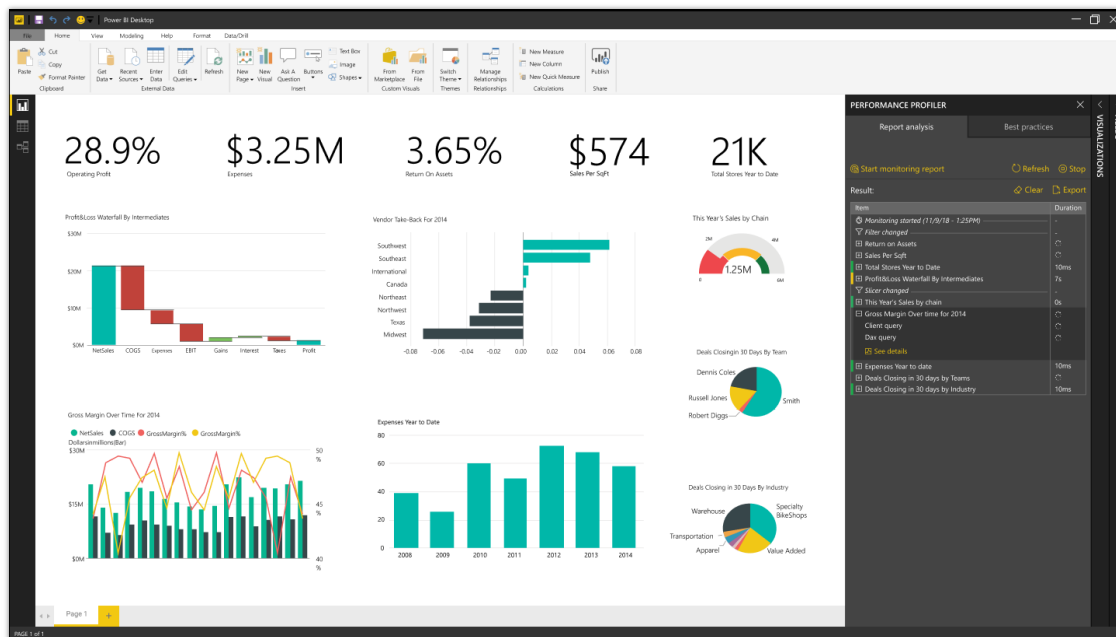 Power BI Desktop
File Home View Modeling Help Format Data/Drill
Paste
Cut
Copy
Format Painter
Clipboard
Get Data
Recent Sources
Enter Data
Edit Queries
Refresh
External Data
New Page
New Visual
Ask A Question
Buttons
Text Box
Image
Shapes
Insert
From Marketplace
From File
Custom Visuals
Switch Theme
Themes
Manage Relationships
Relationships
New Measure
New Column
New Quick Measure
Calculations
Publish
Share
28.9%
Operating Profit
$3.25M
Expenses
3.65%
Return On Assets
$574
Sales Per SqFt
21K
Total Stores Year to Date
Profit&Loss Waterfall By Intermediates
$30M
$20M
$10M
$0M
NetSales COGS Expenses EBIT Gains Interest Takes Profit
Vendor Take-Back For 2014
Southwest
Southeast
International
Canada
Northeast
Northwest
Texas
Midwest
-0.08 -0.06 -0.04 -0.02 0.00 0.02 0.04 0.06 0.08
This Year's Sales by Chain
2M 4M
1.25M
0 6M
Deals Closingin 30 Days By Team
Dennis Coles
Russell Jones
Robert Diggs
Smith
Gross Margin Over Time For 2014
NetSales COGS GrossMargin% GrossMargin%
Dollarsinmillions(Bar)
$30M
$15M
$0M
50 %
45 %
40 %
Expenses Year to Date
80
60
40
20
0
2008 2009 2010 2011 2012 2013 2014
Deals Closing in 30 Days By Industry
Warehouse
Specialty BikeShops
Transportation
Apparel
Value Added
PERFORMANCE PROFILER
Report analysis Best practices
Start monitoring report Refresh Stop
Result: Clear Export
Item Duration
Monitoring started (11/9/18 - 1:25PM) -
Filter changed -
Return on Assets
Sales Per Sqft
Total Stores Year to Date 10ms
Profit&Loss Waterfall By Intermediates 7s
Slicer changed -
This Year's Sales by chain 0s
Gross Margin Over time for 2014
Client query
Dax query
See details
Expenses Year to date 10ms
Deals Closing in 30 days by Teams
Deals Closing in 30 days by Industry 10ms
VISUALIZATIONS
Page 1
PAGE 1 of 1